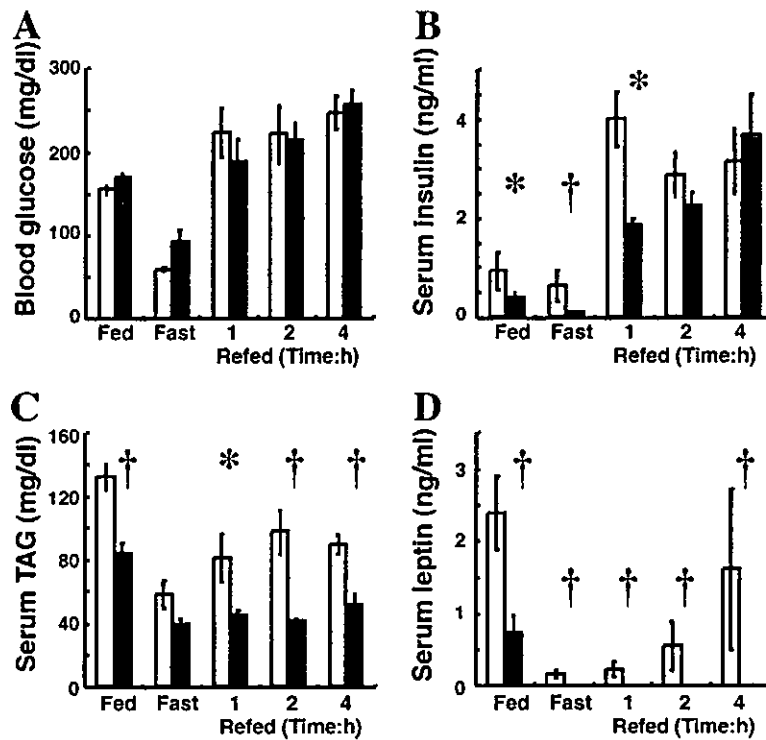 A
Blood glucose (mg/dl)
300
200
100
0
Fed Fast 1 2 4
Refed (Time:h)
B
Serum insulin (ng/ml)
4
2
0
* † *
Fed Fast 1 2 4
Refed (Time:h)
C
Serum TAG (mg/dl)
160
120
80
40
0
† * † †
Fed Fast 1 2 4
Refed (Time:h)
D
Serum leptin (ng/ml)
3
2
1
0
† † † † †
Fed Fast 1 2 4
Refed (Time:h)